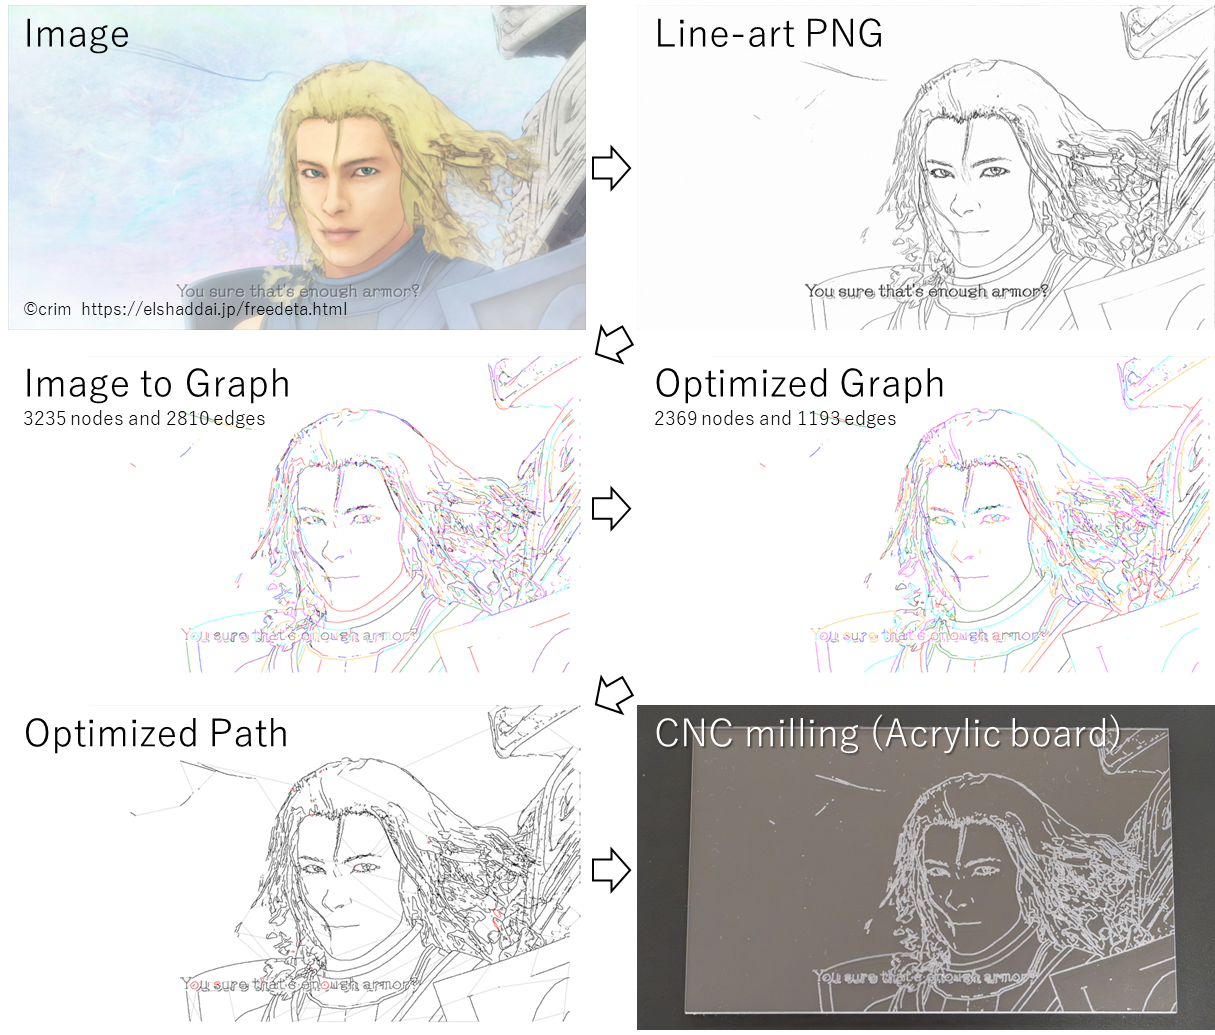 Image
You sure that's enough armor?
©crim https://elshaddai.jp/freedeta.html
Line-art PNG
You sure that's enough armor?
Image to Graph
3235 nodes and 2810 edges
You sure that's enough armor?
Optimized Graph
2369 nodes and 1193 edges
You sure that's enough armor?
Optimized Path
You sure that's enough armor?
CNC milling (Acrylic board)
You sure that's enough armor?